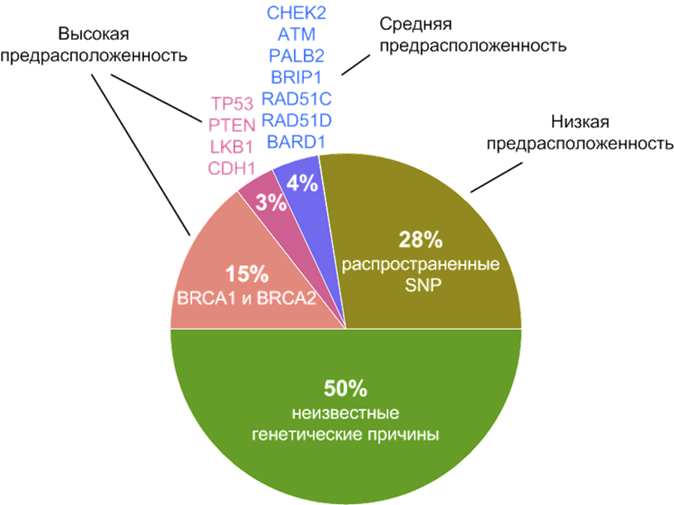 Высокая
предрасположенность
CHEK2
ATM
PALB2
BRIP1
RAD51C
RAD51D
BARD1
Средняя
предрасположенность
TP53
PTEN
LKB1
CDH1
Низкая
предрасположенность
4%
3%
28%
распространенные
SNP
15%
BRCA1 и BRCA2
50%
неизвестные
генетические причины